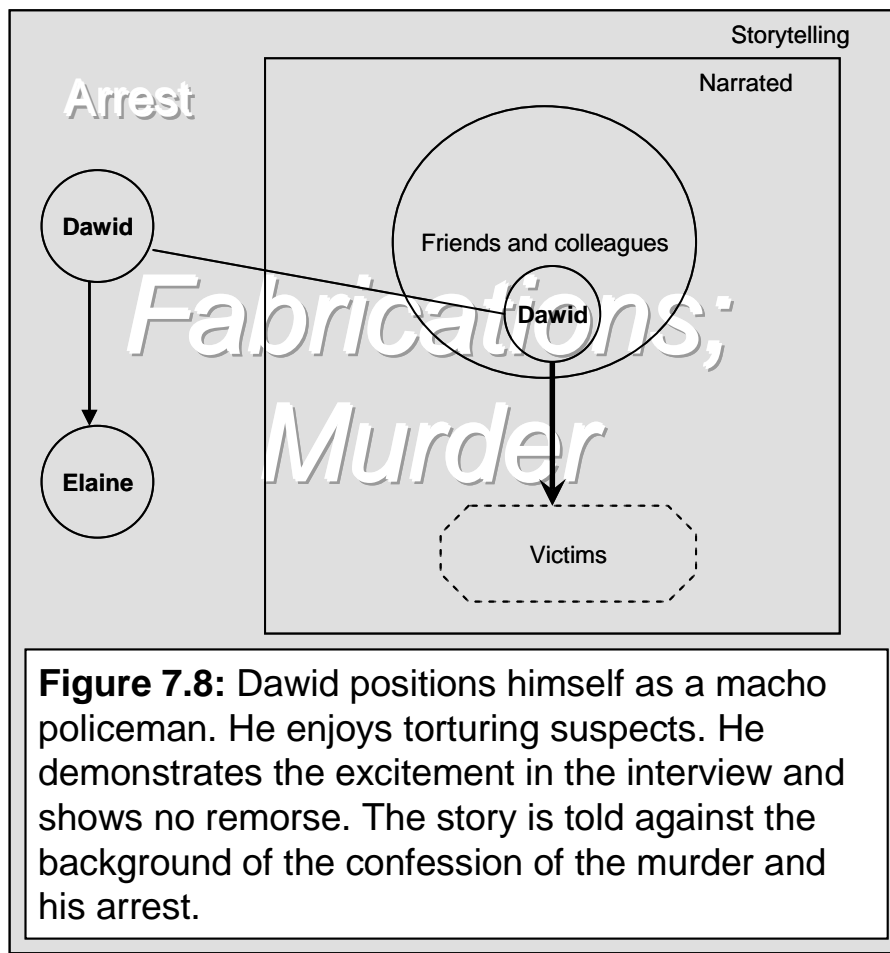 Storytelling
Narrated
Arrest
Dawid
Friends and colleagues
Dawid
Fabrications;
Murder
Elaine
Victims
Figure 7.8: Dawid positions himself as a macho
policeman. He enjoys torturing suspects. He
demonstrates the excitement in the interview and
shows no remorse. The story is told against the
background of the confession of the murder and
his arrest.